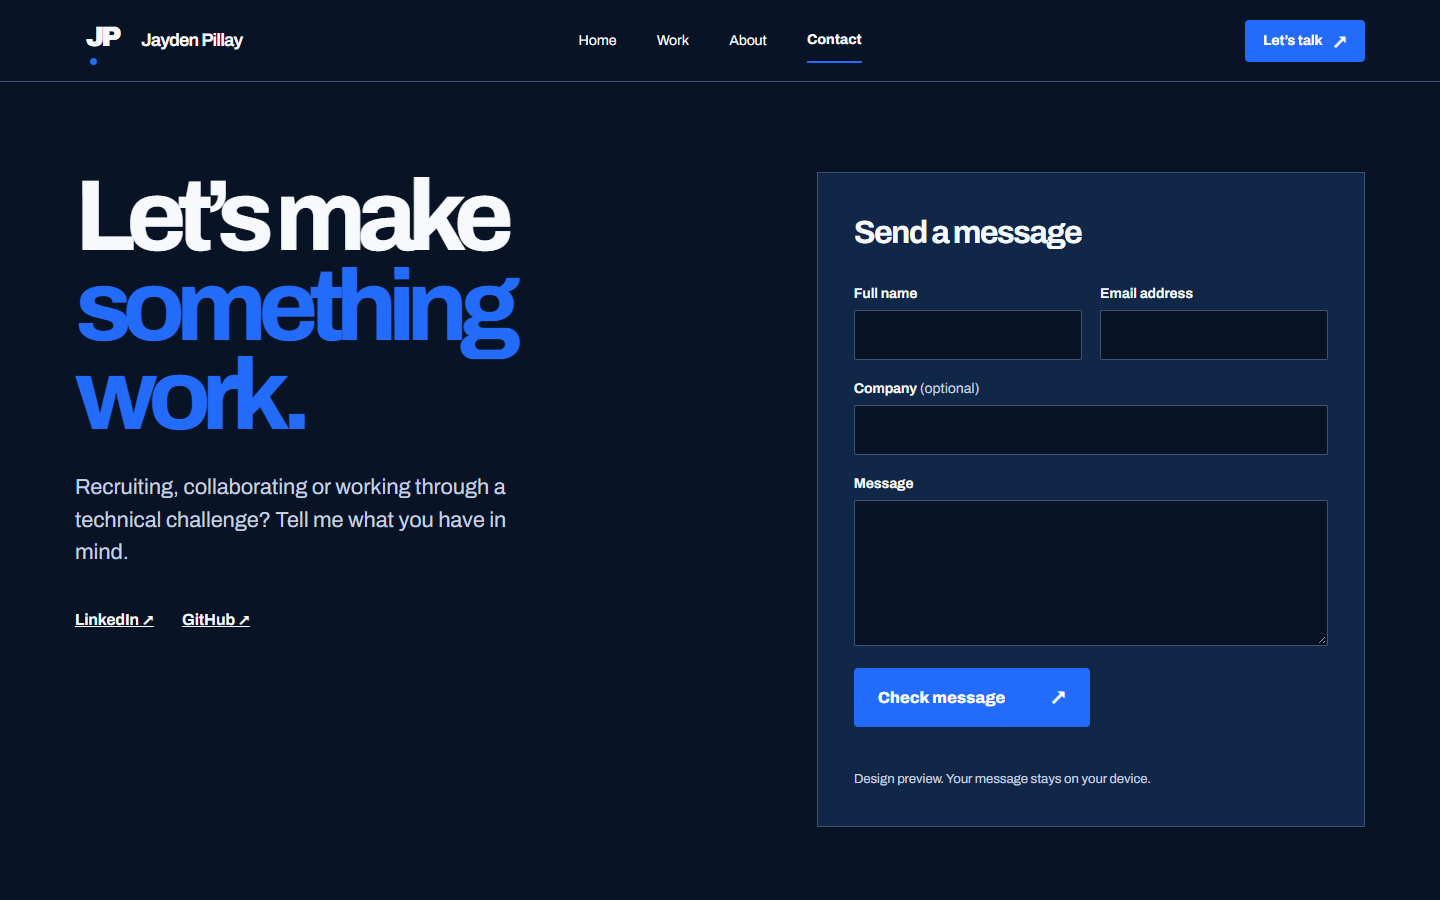 JP Jayden Pillay
Home Work About Contact
Let's talk ↗
Let’s make
something
work.
Recruiting, collaborating or working through a
technical challenge? Tell me what you have in
mind.
LinkedIn ↗ GitHub ↗
Send a message
Full name Email address
Company (optional)
Message
Check message ↗
Design preview. Your message stays on your device.